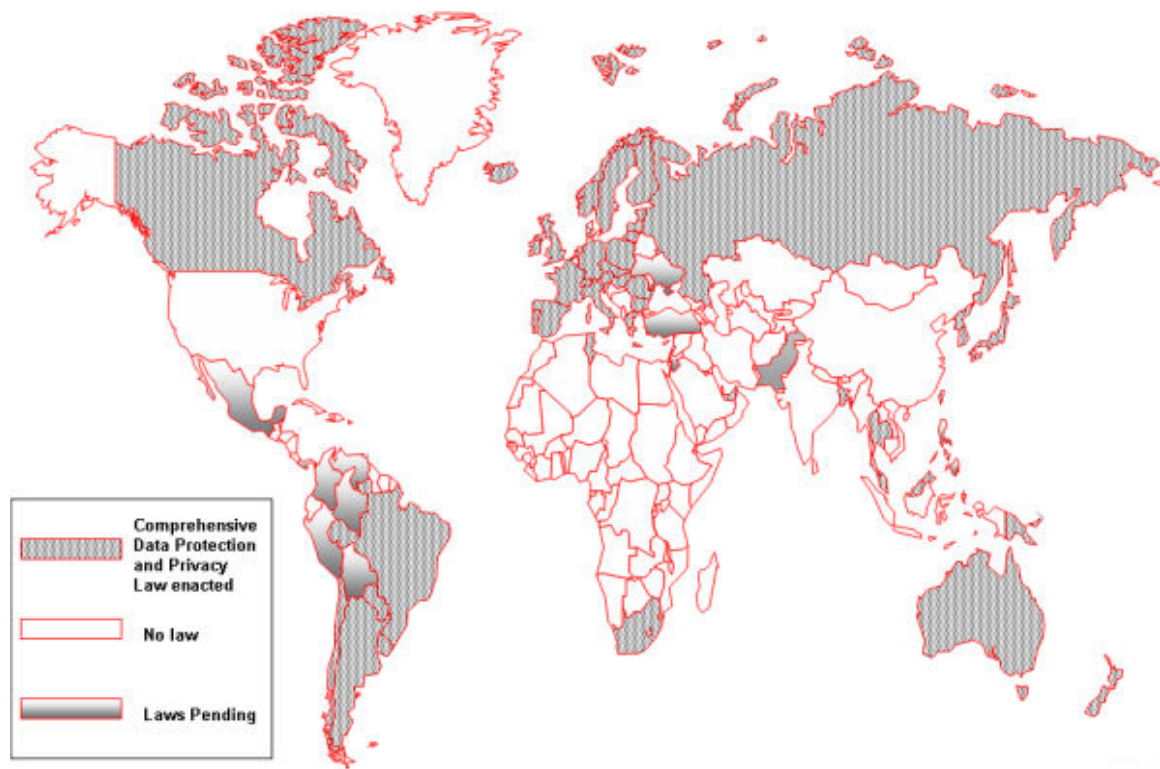 Comprehensive
Data Protection
and Privacy
Law enacted
No law
Laws Pending